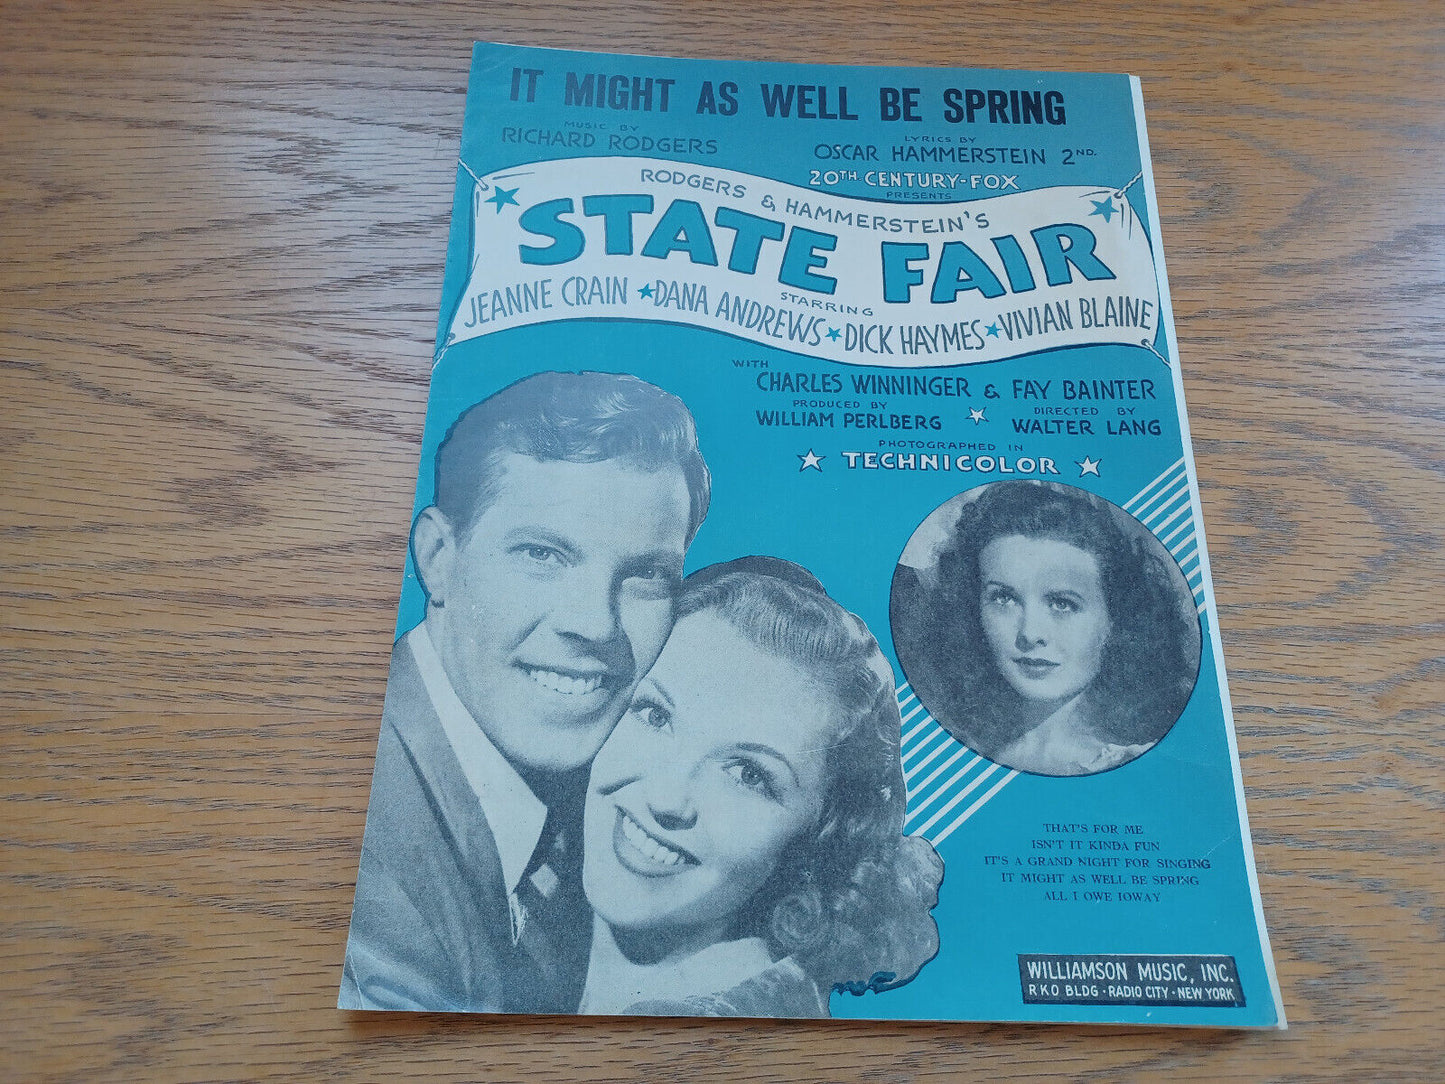 IT MIGHT AS WELL BE SPRING
MUSIC BY
RICHARD RODGERS
LYRICS BY
OSCAR HAMMERSTEIN 2ND.
20TH CENTURY-FOX
PRESENTS
RODGERS & HAMMERSTEIN'S
STATE FAIR
STARRING
JEANNE CRAIN ★ DANA ANDREWS ★ DICK HAYMES ★ VIVIAN BLAINE
WITH
CHARLES WINNINGER & FAY BAINTER
PRODUCED BY
WILLIAM PERLBERG
DIRECTED BY
WALTER LANG
PHOTOGRAPHED IN
TECHNICOLOR
THAT'S FOR ME
ISN'T IT KINDA FUN
IT'S A GRAND NIGHT FOR SINGING
IT MIGHT AS WELL BE SPRING
ALL I OWE IOWAY
WILLIAMSON MUSIC, INC.
RKO BLDG · RADIO CITY · NEW YORK